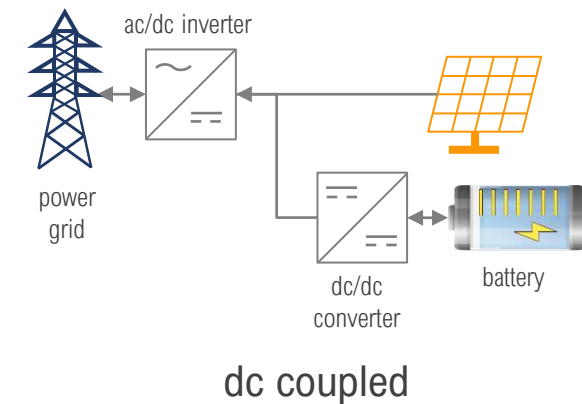 ac/dc inverter
power
grid
dc/dc
converter
battery
dc coupled